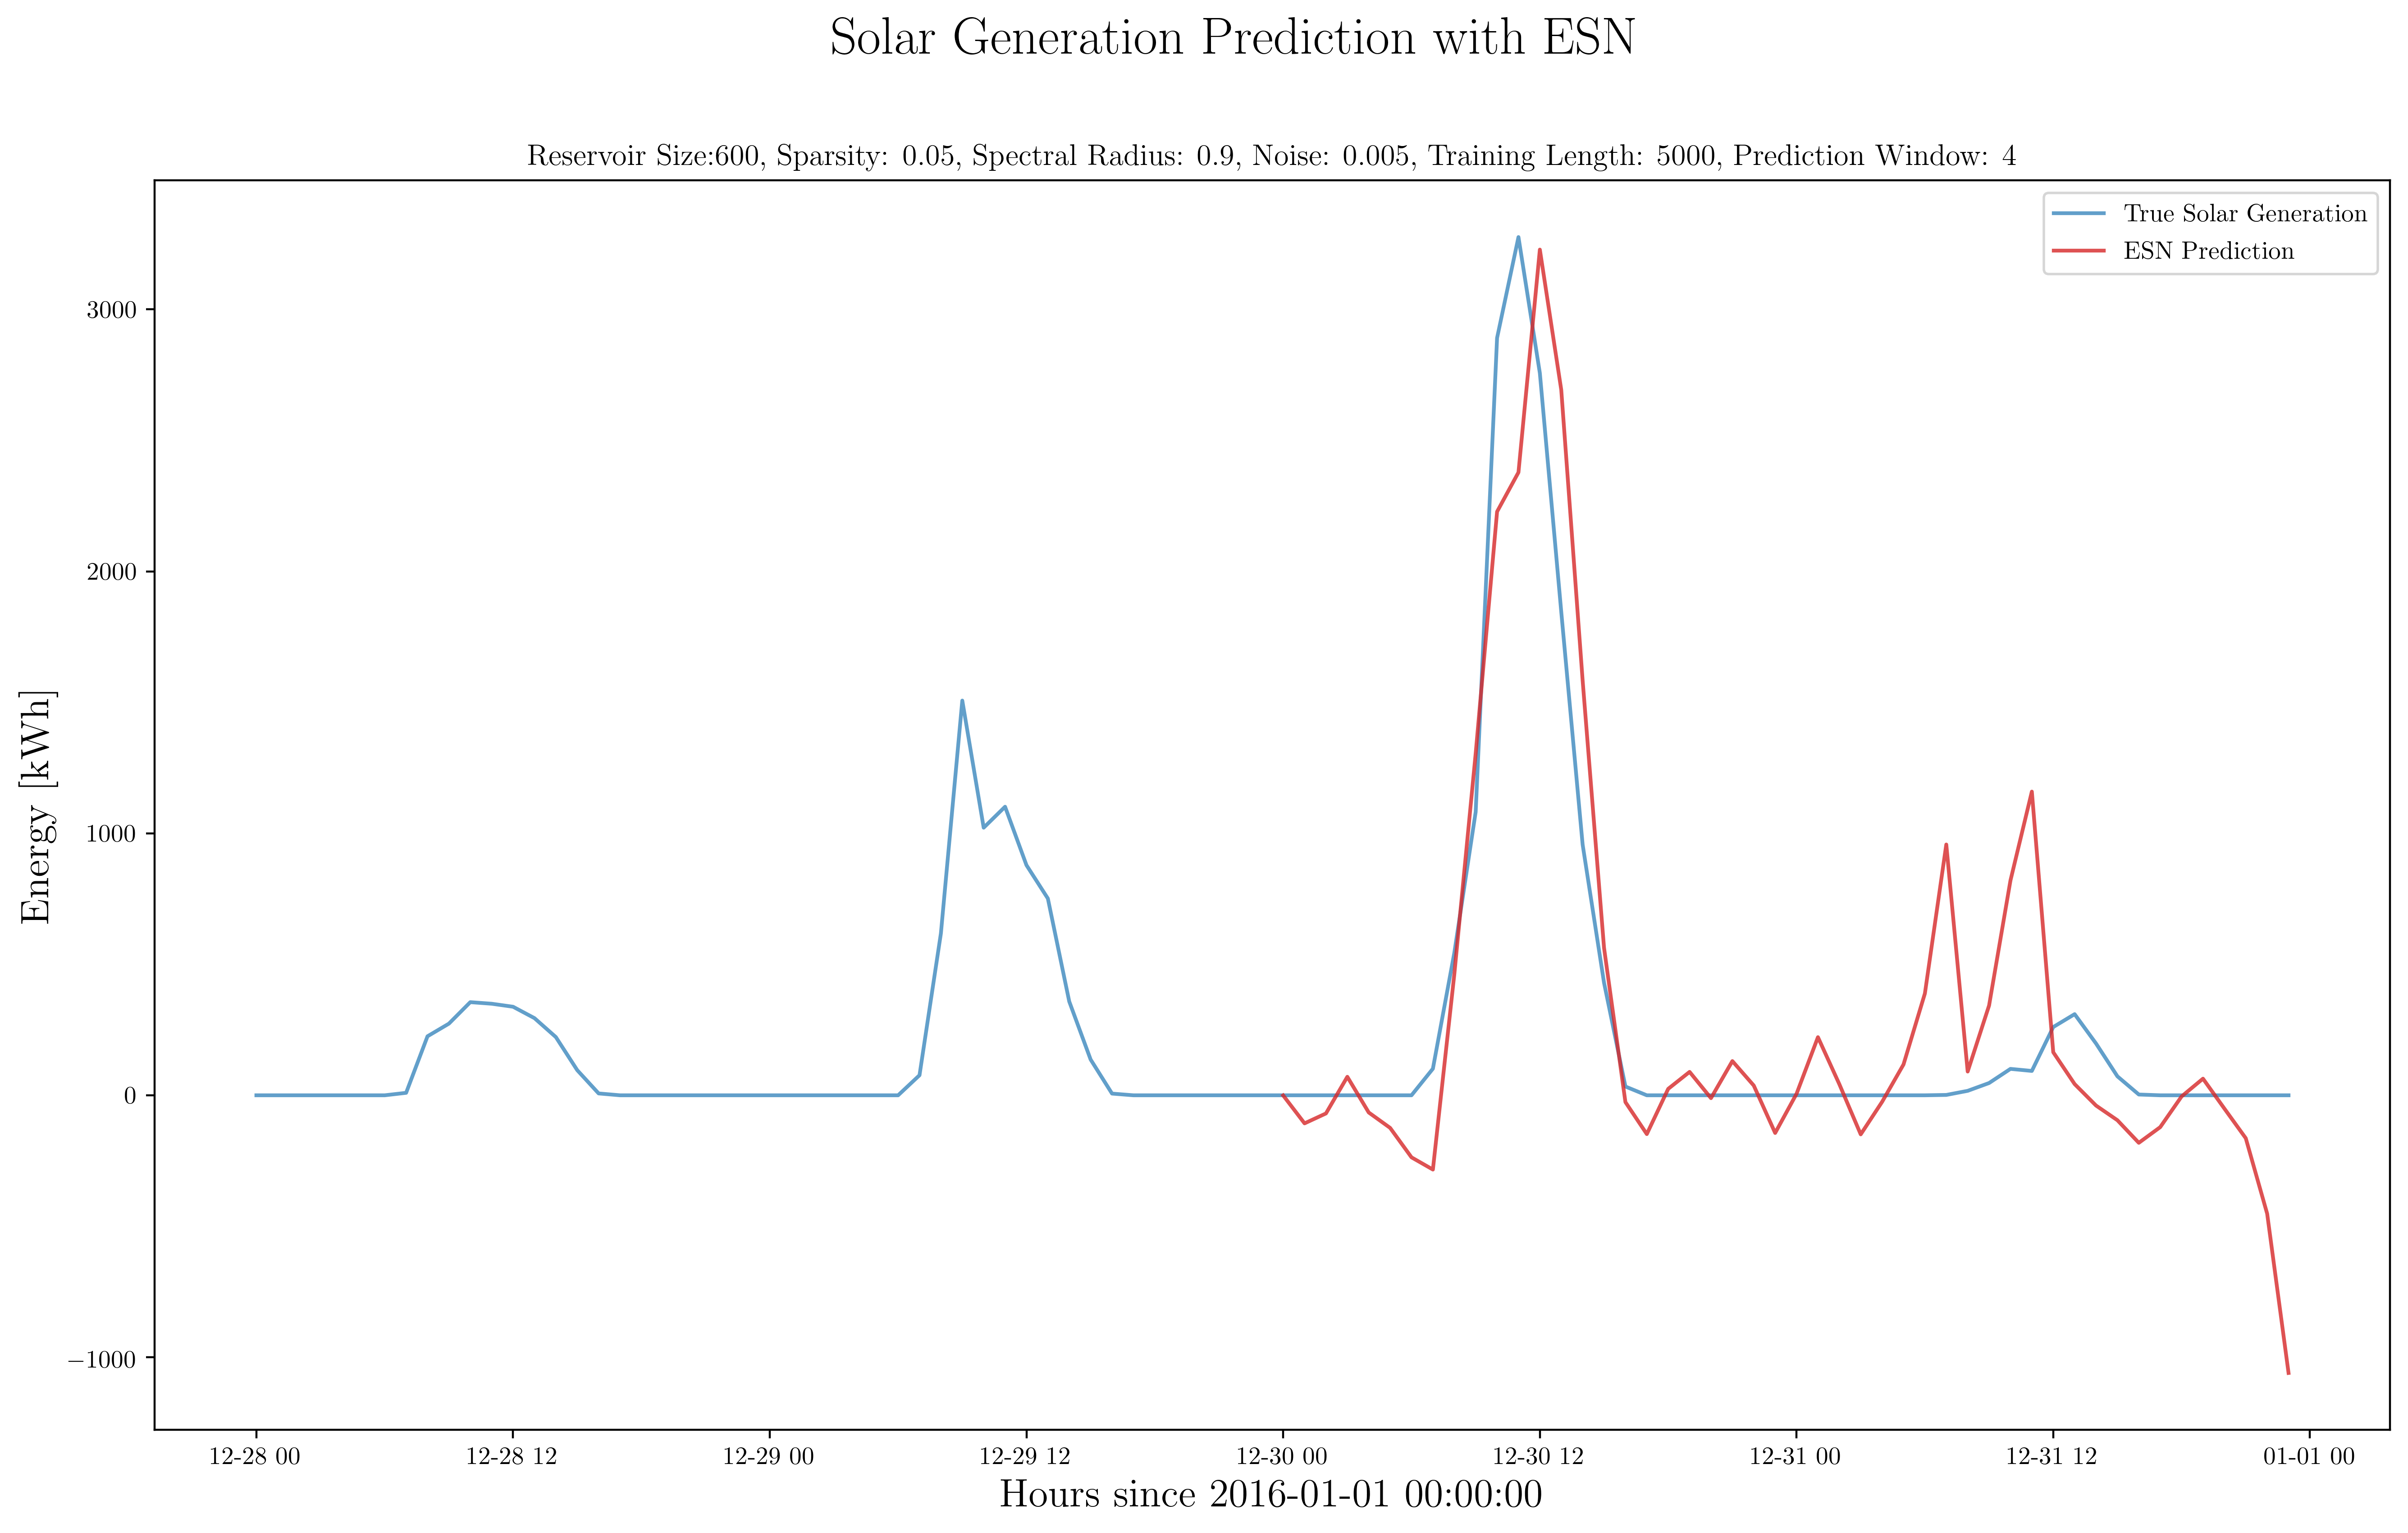 Solar Generation Prediction with ESN
Reservoir Size:600, Sparsity: 0.05, Spectral Radius: 0.9, Noise: 0.005, Training Length: 5000, Prediction Window: 4
True Solar Generation
ESN Prediction
3000
2000
1000
0
−1000
Energy [kWh]
12-28 00 12-28 12 12-29 00 12-29 12 12-30 00 12-30 12 12-31 00 12-31 12 01-01 00
Hours since 2016-01-01 00:00:00